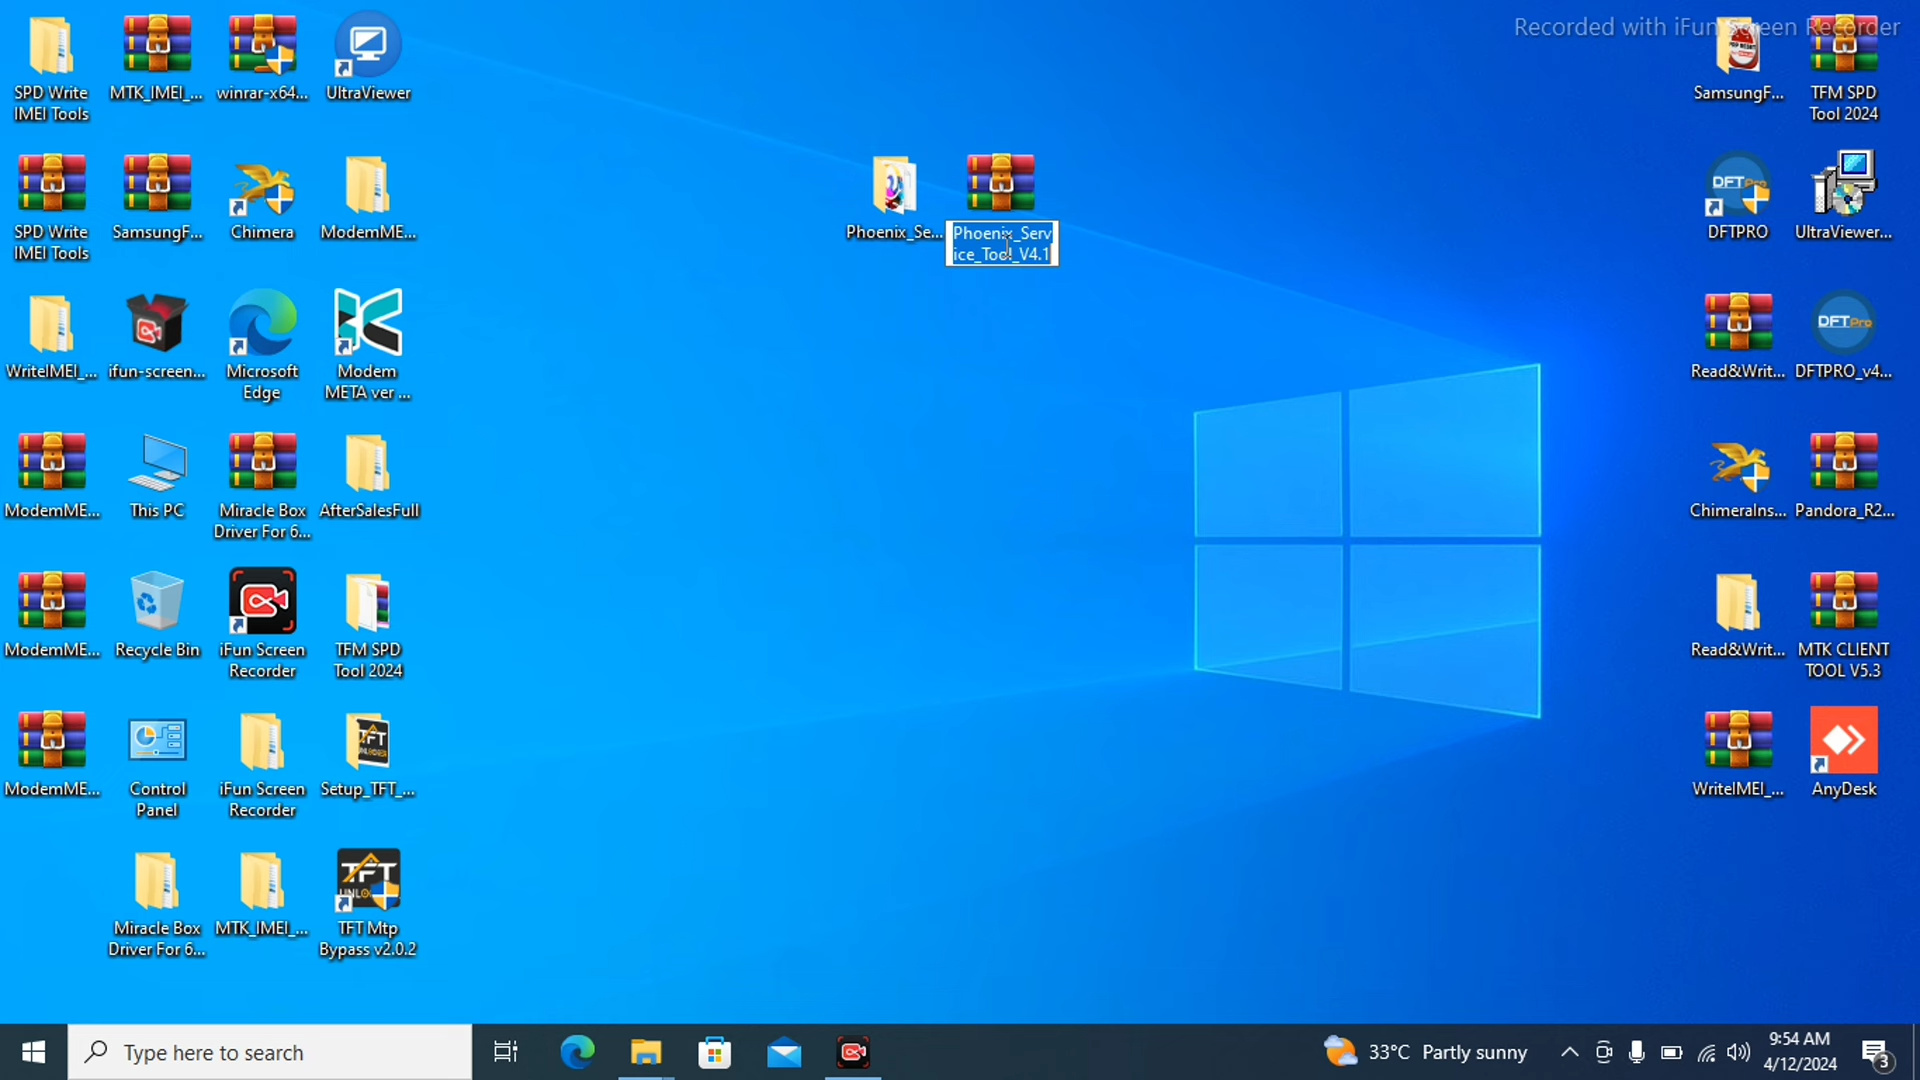 Recorded with iFun Screen Recorder
SPD Write
IMEI Tools
MTK_IMEI_...
winrar-x64...
UltraViewer
SamsungF...
TFM SPD
Tool 2024
SPD Write
IMEI Tools
SamsungF...
Chimera
ModemME...
Phoenix_Se...
Phoenix_Serv
ice_Tool_V4.1
DFTPro
DFTPRO
UltraViewer...
WriteIMEI_...
ifun-screen...
Microsoft
Edge
Modem
META ver ...
Read&Writ...
DFTPro
DFTPRO_v4...
ModemME...
This PC
Miracle Box
Driver For 6...
AfterSalesFull
ChimeraIns...
Pandora_R2...
ModemME...
Recycle Bin
iFun Screen
Recorder
TFM SPD
Tool 2024
Read&Writ...
MTK CLIENT
TOOL V5.3
ModemME...
Control
Panel
iFun Screen
Recorder
TFT
Setup_TFT_...
WriteIMEI_...
AnyDesk
Miracle Box
Driver For 6...
MTK_IMEI_...
TFT
TFT Mtp
Bypass v2.0.2
Type here to search
33°C Partly sunny
9:54 AM
4/12/2024
3